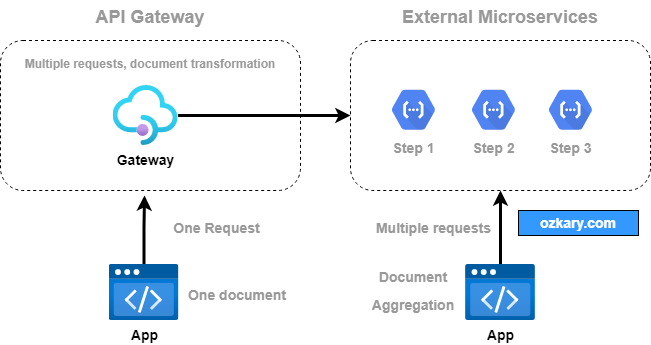 API Gateway
External Microservices
Multiple requests, document transformation
Gateway
Step 1
Step 2
Step 3
One Request
Multiple requests
ozkary.com
One document
Document
Aggregation
App
App